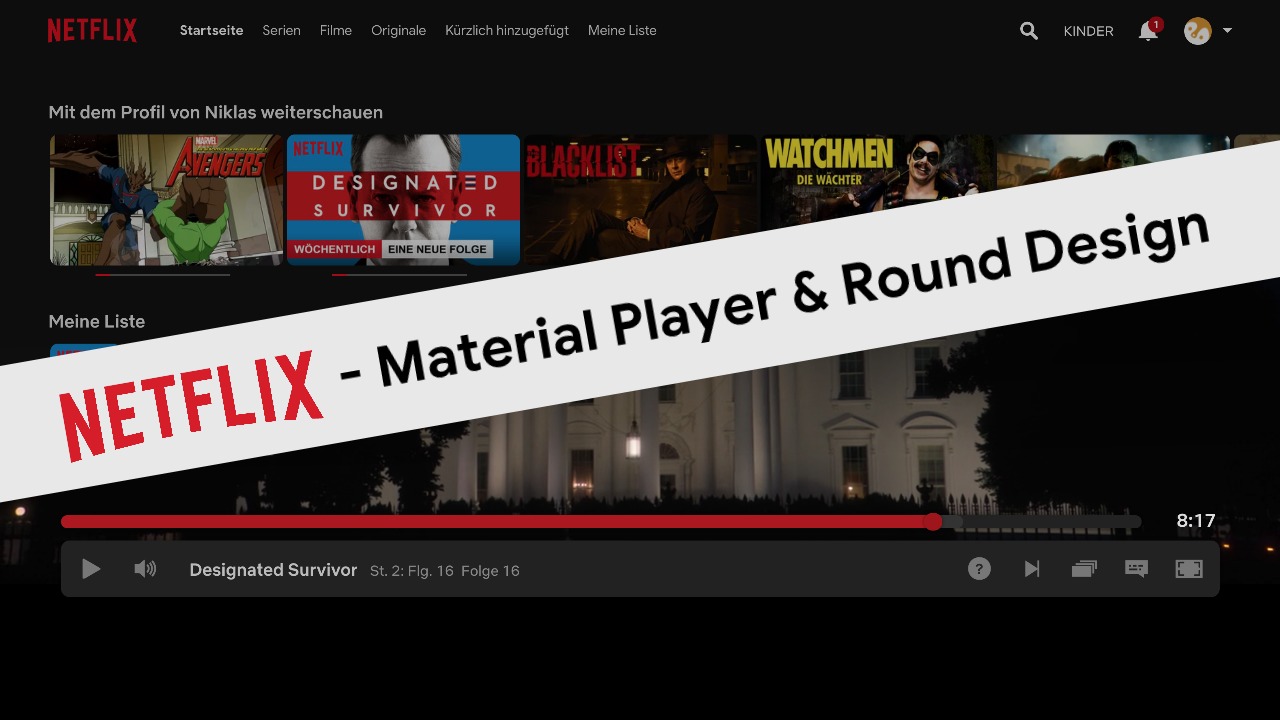 NETFLIX Startseite Serien Filme Originale Kürzlich hinzugefügt Meine Liste KINDER 1
Mit dem Profil von Niklas weiterschauen
MARVEL
AVENGERS
NETFLIX
DESIGNATED
SURVIVOR
WÖCHENTLICH EINE NEUE FOLGE
BLACKLIST
WATCHMEN
DIE WÄCHTER
Meine Liste
NETFLIX - Material Player & Round Design
8:17
Designated Survivor St. 2: Flg. 16 Folge 16
?